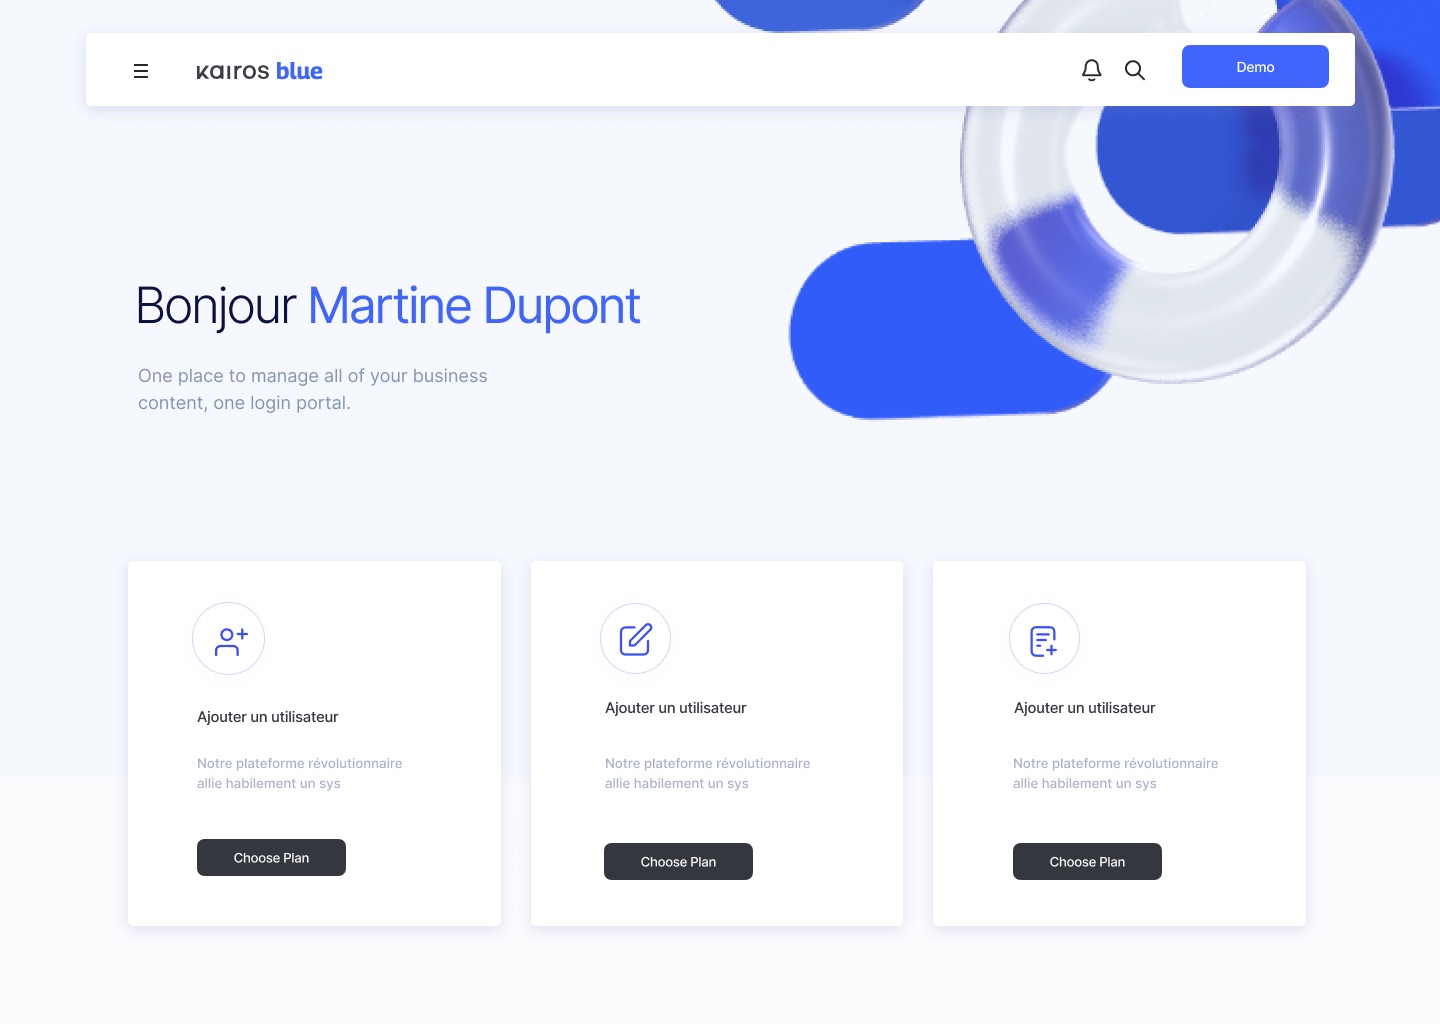 kairos blue
Demo
Bonjour Martine Dupont
One place to manage all of your business
content, one login portal.
Ajouter un utilisateur
Notre plateforme révolutionnaire
allie habilement un sys
Choose Plan
Ajouter un utilisateur
Notre plateforme révolutionnaire
allie habilement un sys
Choose Plan
Ajouter un utilisateur
Notre plateforme révolutionnaire
allie habilement un sys
Choose Plan